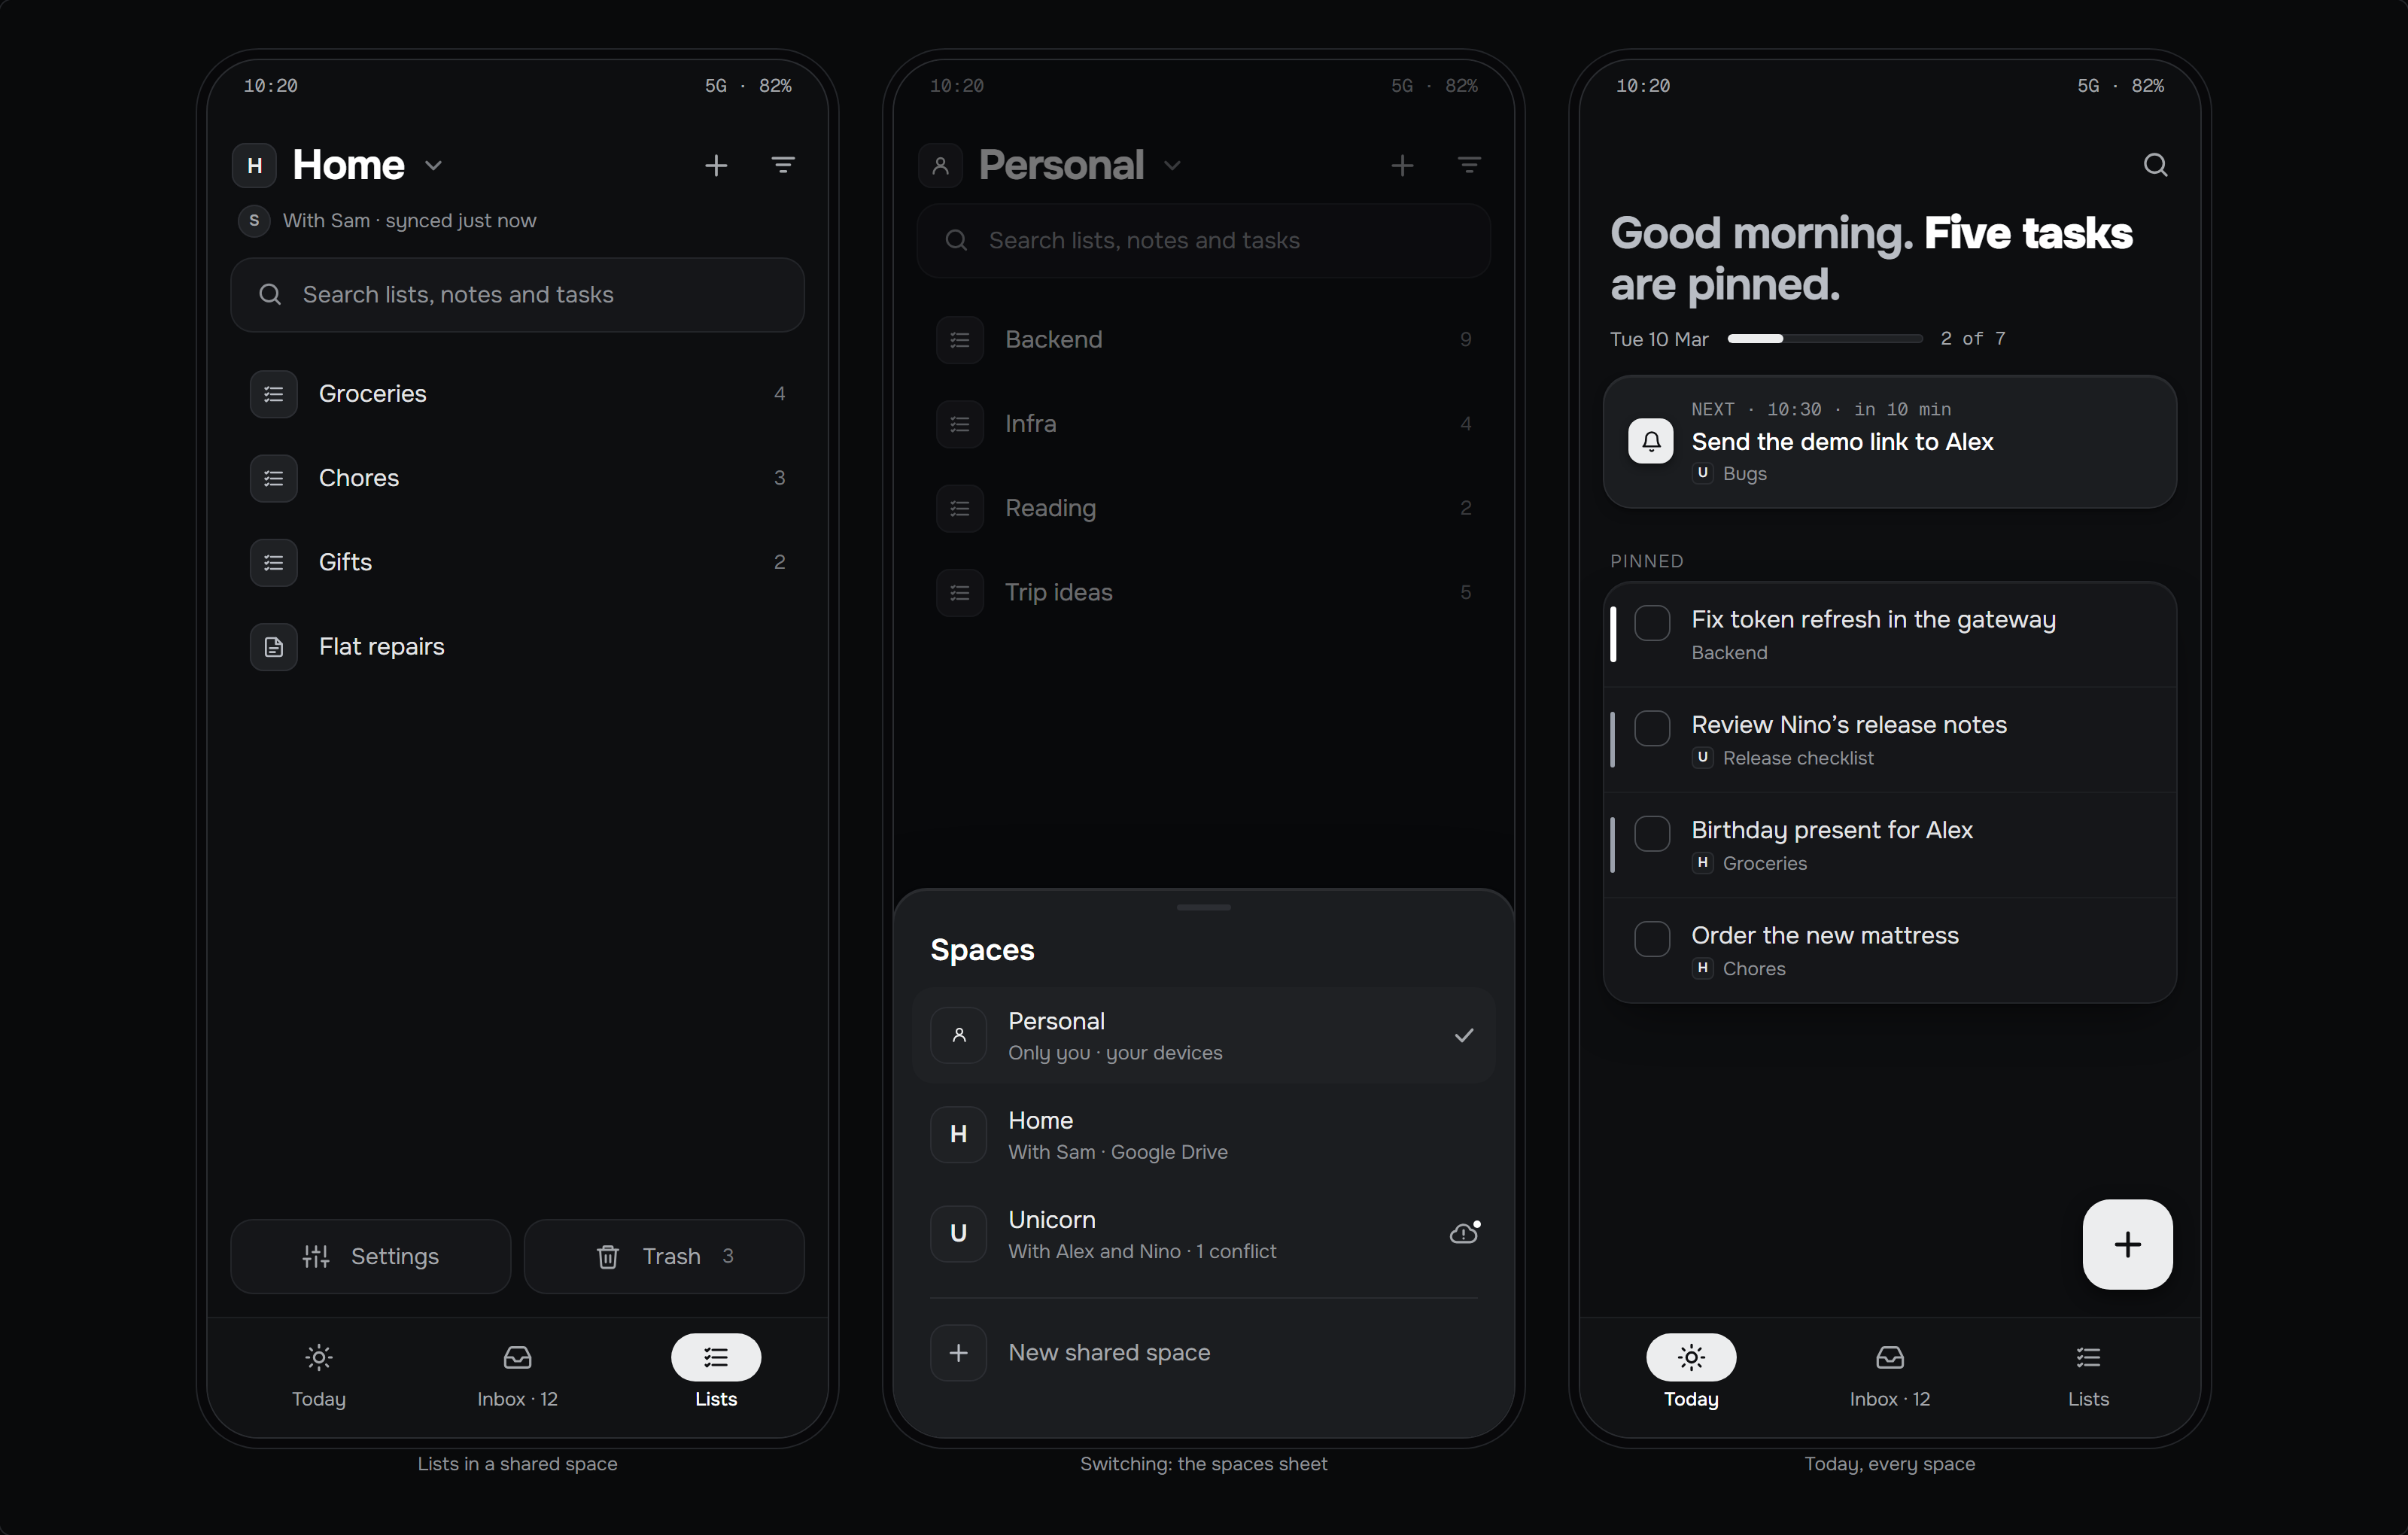 10:20
5G · 82%
H
Home
S
With Sam · synced just now
Search lists, notes and tasks
Groceries
4
Chores
3
Gifts
2
Flat repairs
Settings
Trash 3
Today
Inbox · 12
Lists
Lists in a shared space
10:20
5G · 82%
Personal
Search lists, notes and tasks
Backend
9
Infra
4
Reading
2
Trip ideas
5
Spaces
Personal
Only you · your devices
H
Home
With Sam · Google Drive
U
Unicorn
With Alex and Nino · 1 conflict
New shared space
Switching: the spaces sheet
10:20
5G · 82%
Good morning. Five tasks
are pinned.
Tue 10 Mar
2 of 7
NEXT · 10:30 · in 10 min
Send the demo link to Alex
U Bugs
PINNED
Fix token refresh in the gateway
Backend
Review Nino’s release notes
U Release checklist
Birthday present for Alex
H Groceries
Order the new mattress
H Chores
Today
Inbox · 12
Lists
Today, every space